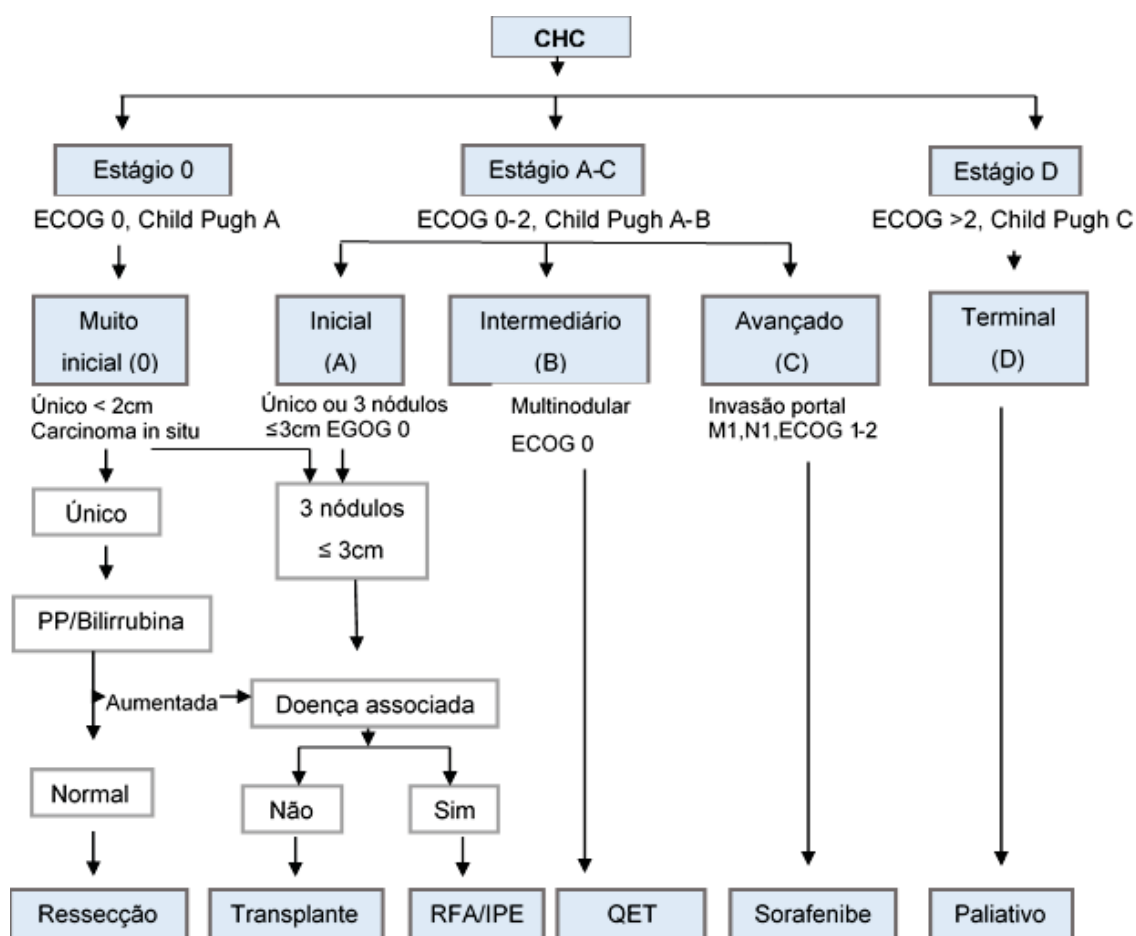 CHC
Estágio 0
Estágio A-C
Estágio D
ECOG 0, Child Pugh A
ECOG 0-2, Child Pugh A-B
ECOG >2, Child Pugh C
Muito
inicial (0)
Inicial
(A)
Intermediário
(B)
Avançado
(C)
Terminal
(D)
Único < 2cm
Carcinoma in situ
Único ou 3 nódulos
≤3cm EGOG 0
Multinodular
ECOG 0
Invasão portal
M1,N1,ECOG 1-2
Único
3 nódulos
≤ 3cm
PP/Bilirrubina
Aumentada
Doença associada
Normal
Não
Sim
Ressecção
Transplante
RFA/IPE
QET
Sorafenibe
Paliativo